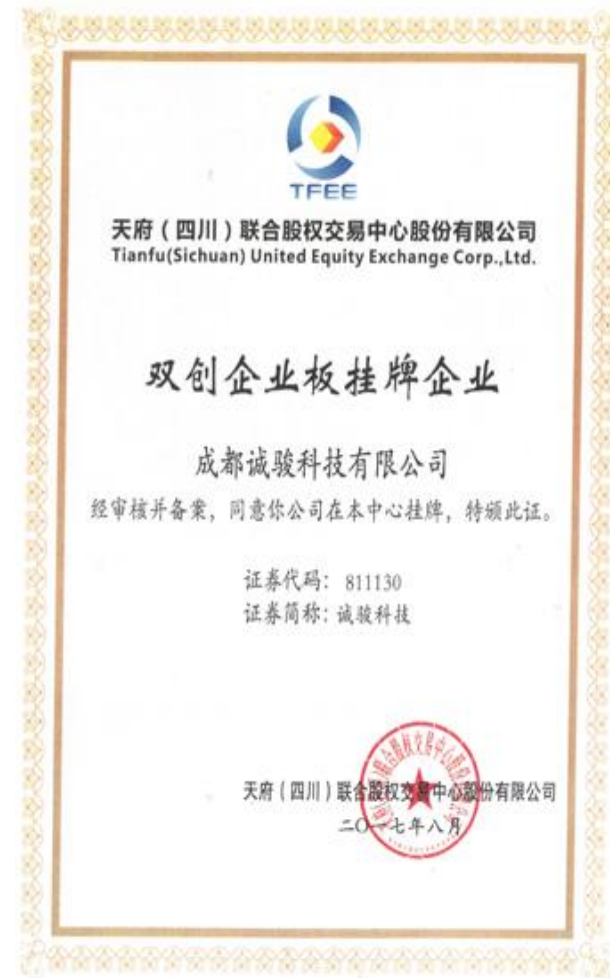 TFEE
天府（四川）联合股权交易中心股份有限公司
Tianfu(Sichuan) United Equity Exchange Corp.,Ltd.
双创企业板挂牌企业
成都诚骏科技有限公司
经审核并备案，同意你公司在本中心挂牌，特颁此证。
证券代码：811130
证券简称：诚骏科技
天府（四川）联合股权交易中心股份有限公司
二〇一七年八月